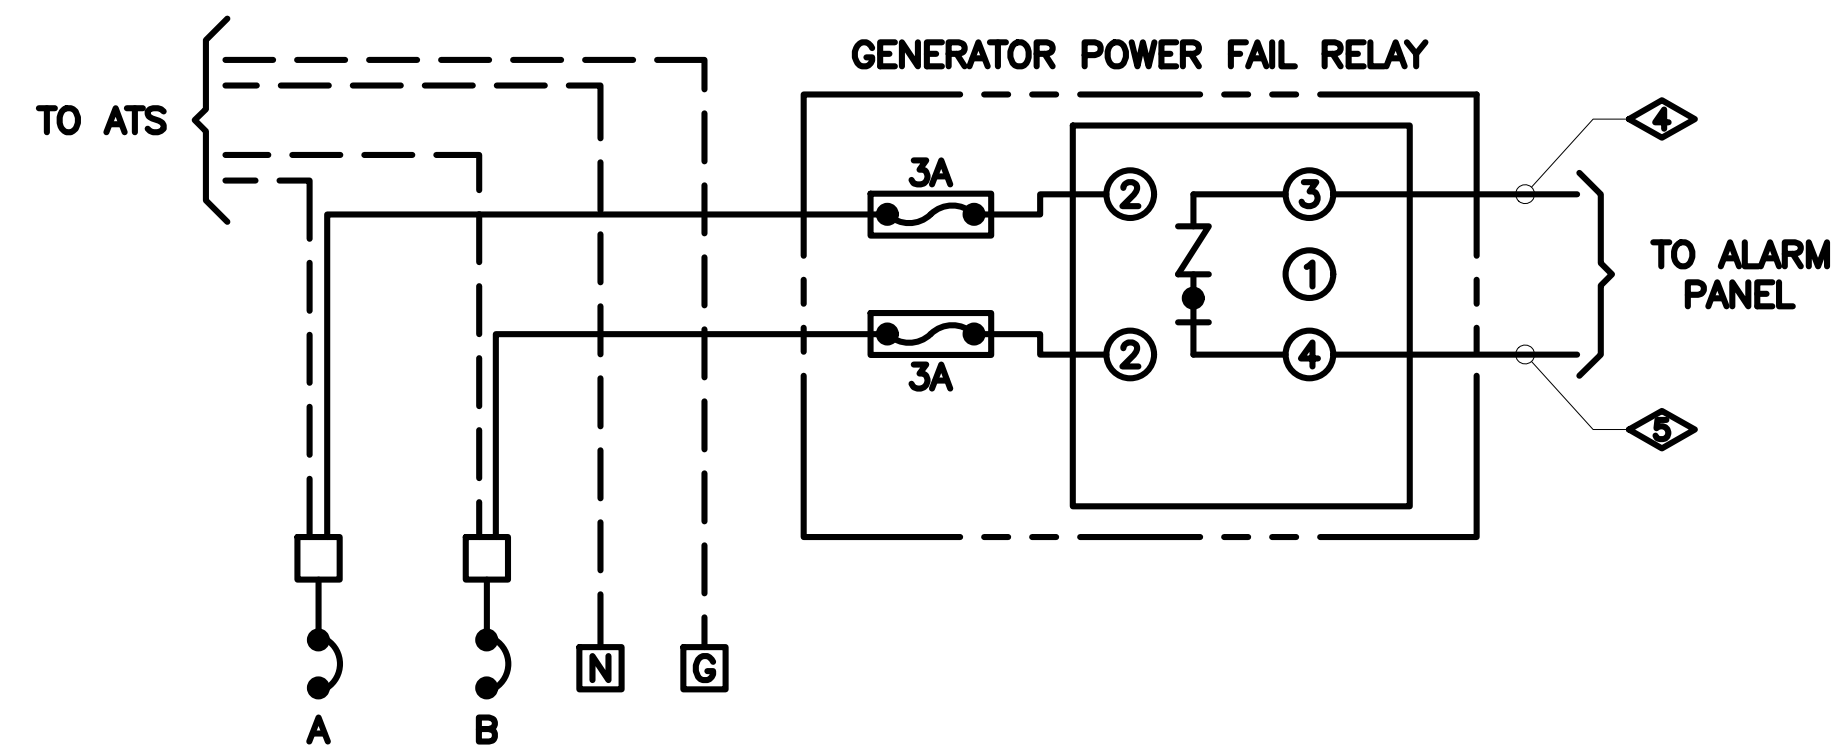 GENERATOR POWER FAIL RELAY
TO ATS
4
3A
2
3
1
TO ALARM
PANEL
2
4
3A
5
N
G
A
B